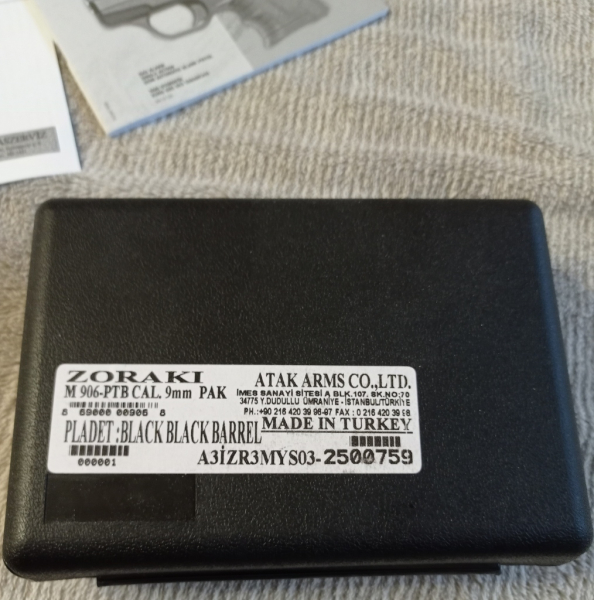 ZORAKI
M 906-PTB CAL. 9mm PAK
8 69000 00906 8
PLADET :BLACK BLACK BARREL
000001
ATAK ARMS CO.,LTD.
İMES SANAYİ SİTESİ A BLK.107. SK.NO:70
34775 Y.DUDULLU ÜMRANİYE - İSTANBUL/TÜRKİYE
PH.:+90 216 420 39 96-97 FAX : 0 216 420 39 98
MADE IN TURKEY
A3İZR3MYS03-2500759